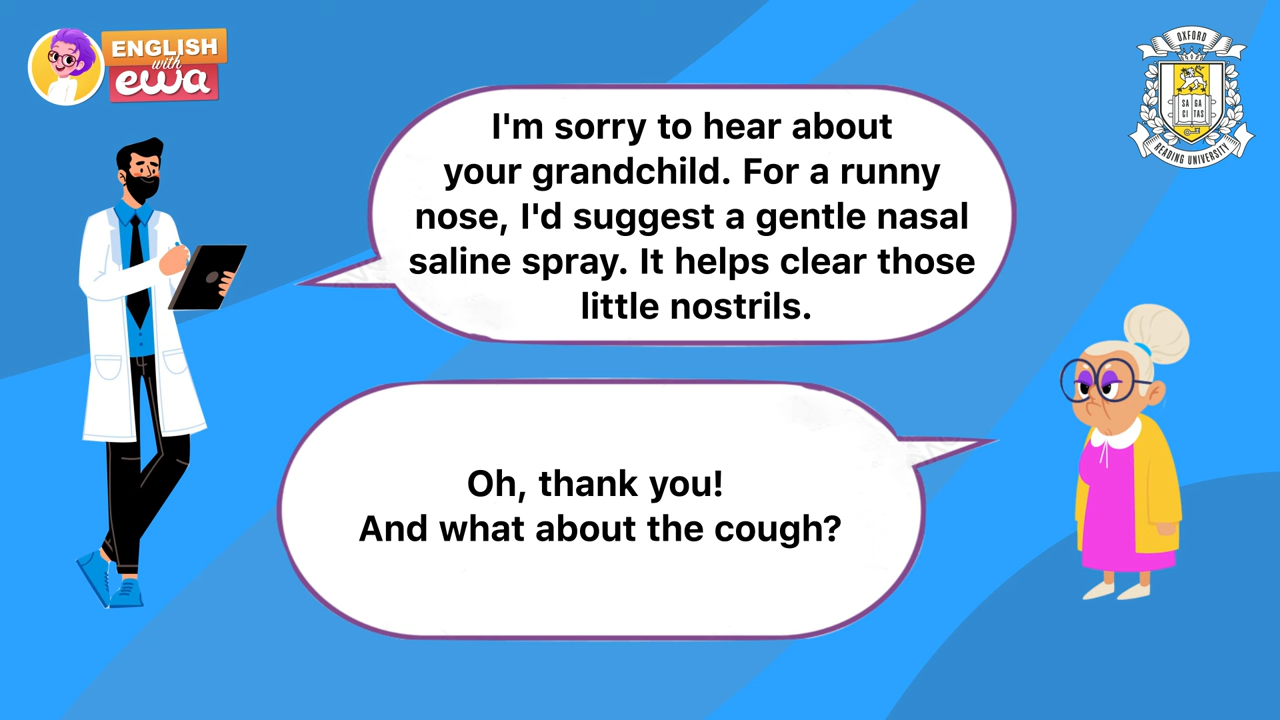 ENGLISH
with
ewa
OXFORD
SA GA
CI TAS
READING UNIVERSITY
I'm sorry to hear about
your grandchild. For a runny
nose, I'd suggest a gentle nasal
saline spray. It helps clear those
little nostrils.
Oh, thank you!
And what about the cough?